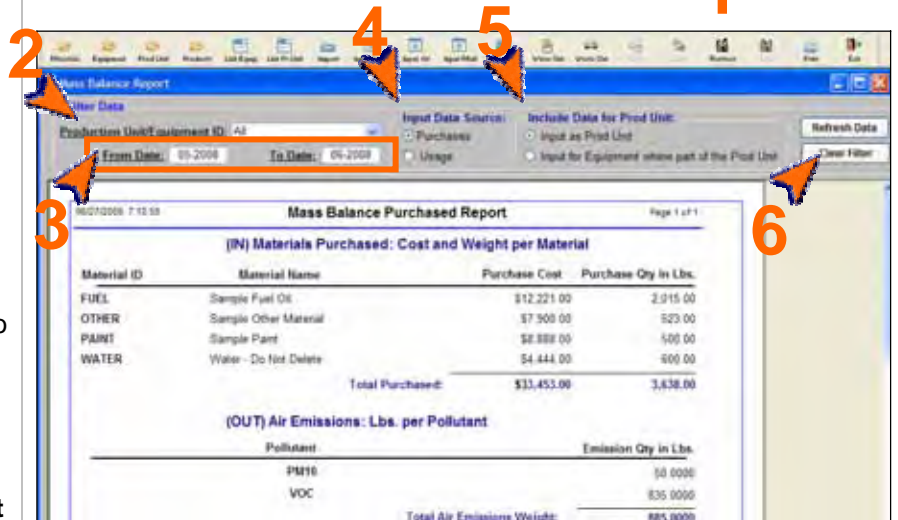 2
4
5
Mass Balance Report
Filter Data
Production Unit/Equipment ID: All
From Date: 05-2008 To Date: 06-2008
Input Data Source:
Purchases
Usage
Include Data for Prod Unit:
Input as Prod Unit
Input for Equipment where part of the Prod Unit
Refresh Data
Clear Filter
3
6
Mass Balance Purchased Report Page 1 of 1
(IN) Materials Purchased: Cost and Weight per Material
Material ID Material Name Purchase Cost Purchase Qty in Lbs.
FUEL Sample Fuel Oil $12,221.00 2,015.00
OTHER Sample Other Material $7,900.00 523.00
PAINT Sample Paint $8,888.00 500.00
WATER Water - Do Not Delete $4,444.00 600.00
Total Purchased: $33,453.00 3,638.00
(OUT) Air Emissions: Lbs. per Pollutant
Pollutant Emission Qty in Lbs.
PM10 50.0000
VOC 835.0000
Total Air Emissions Weight: 885.0000